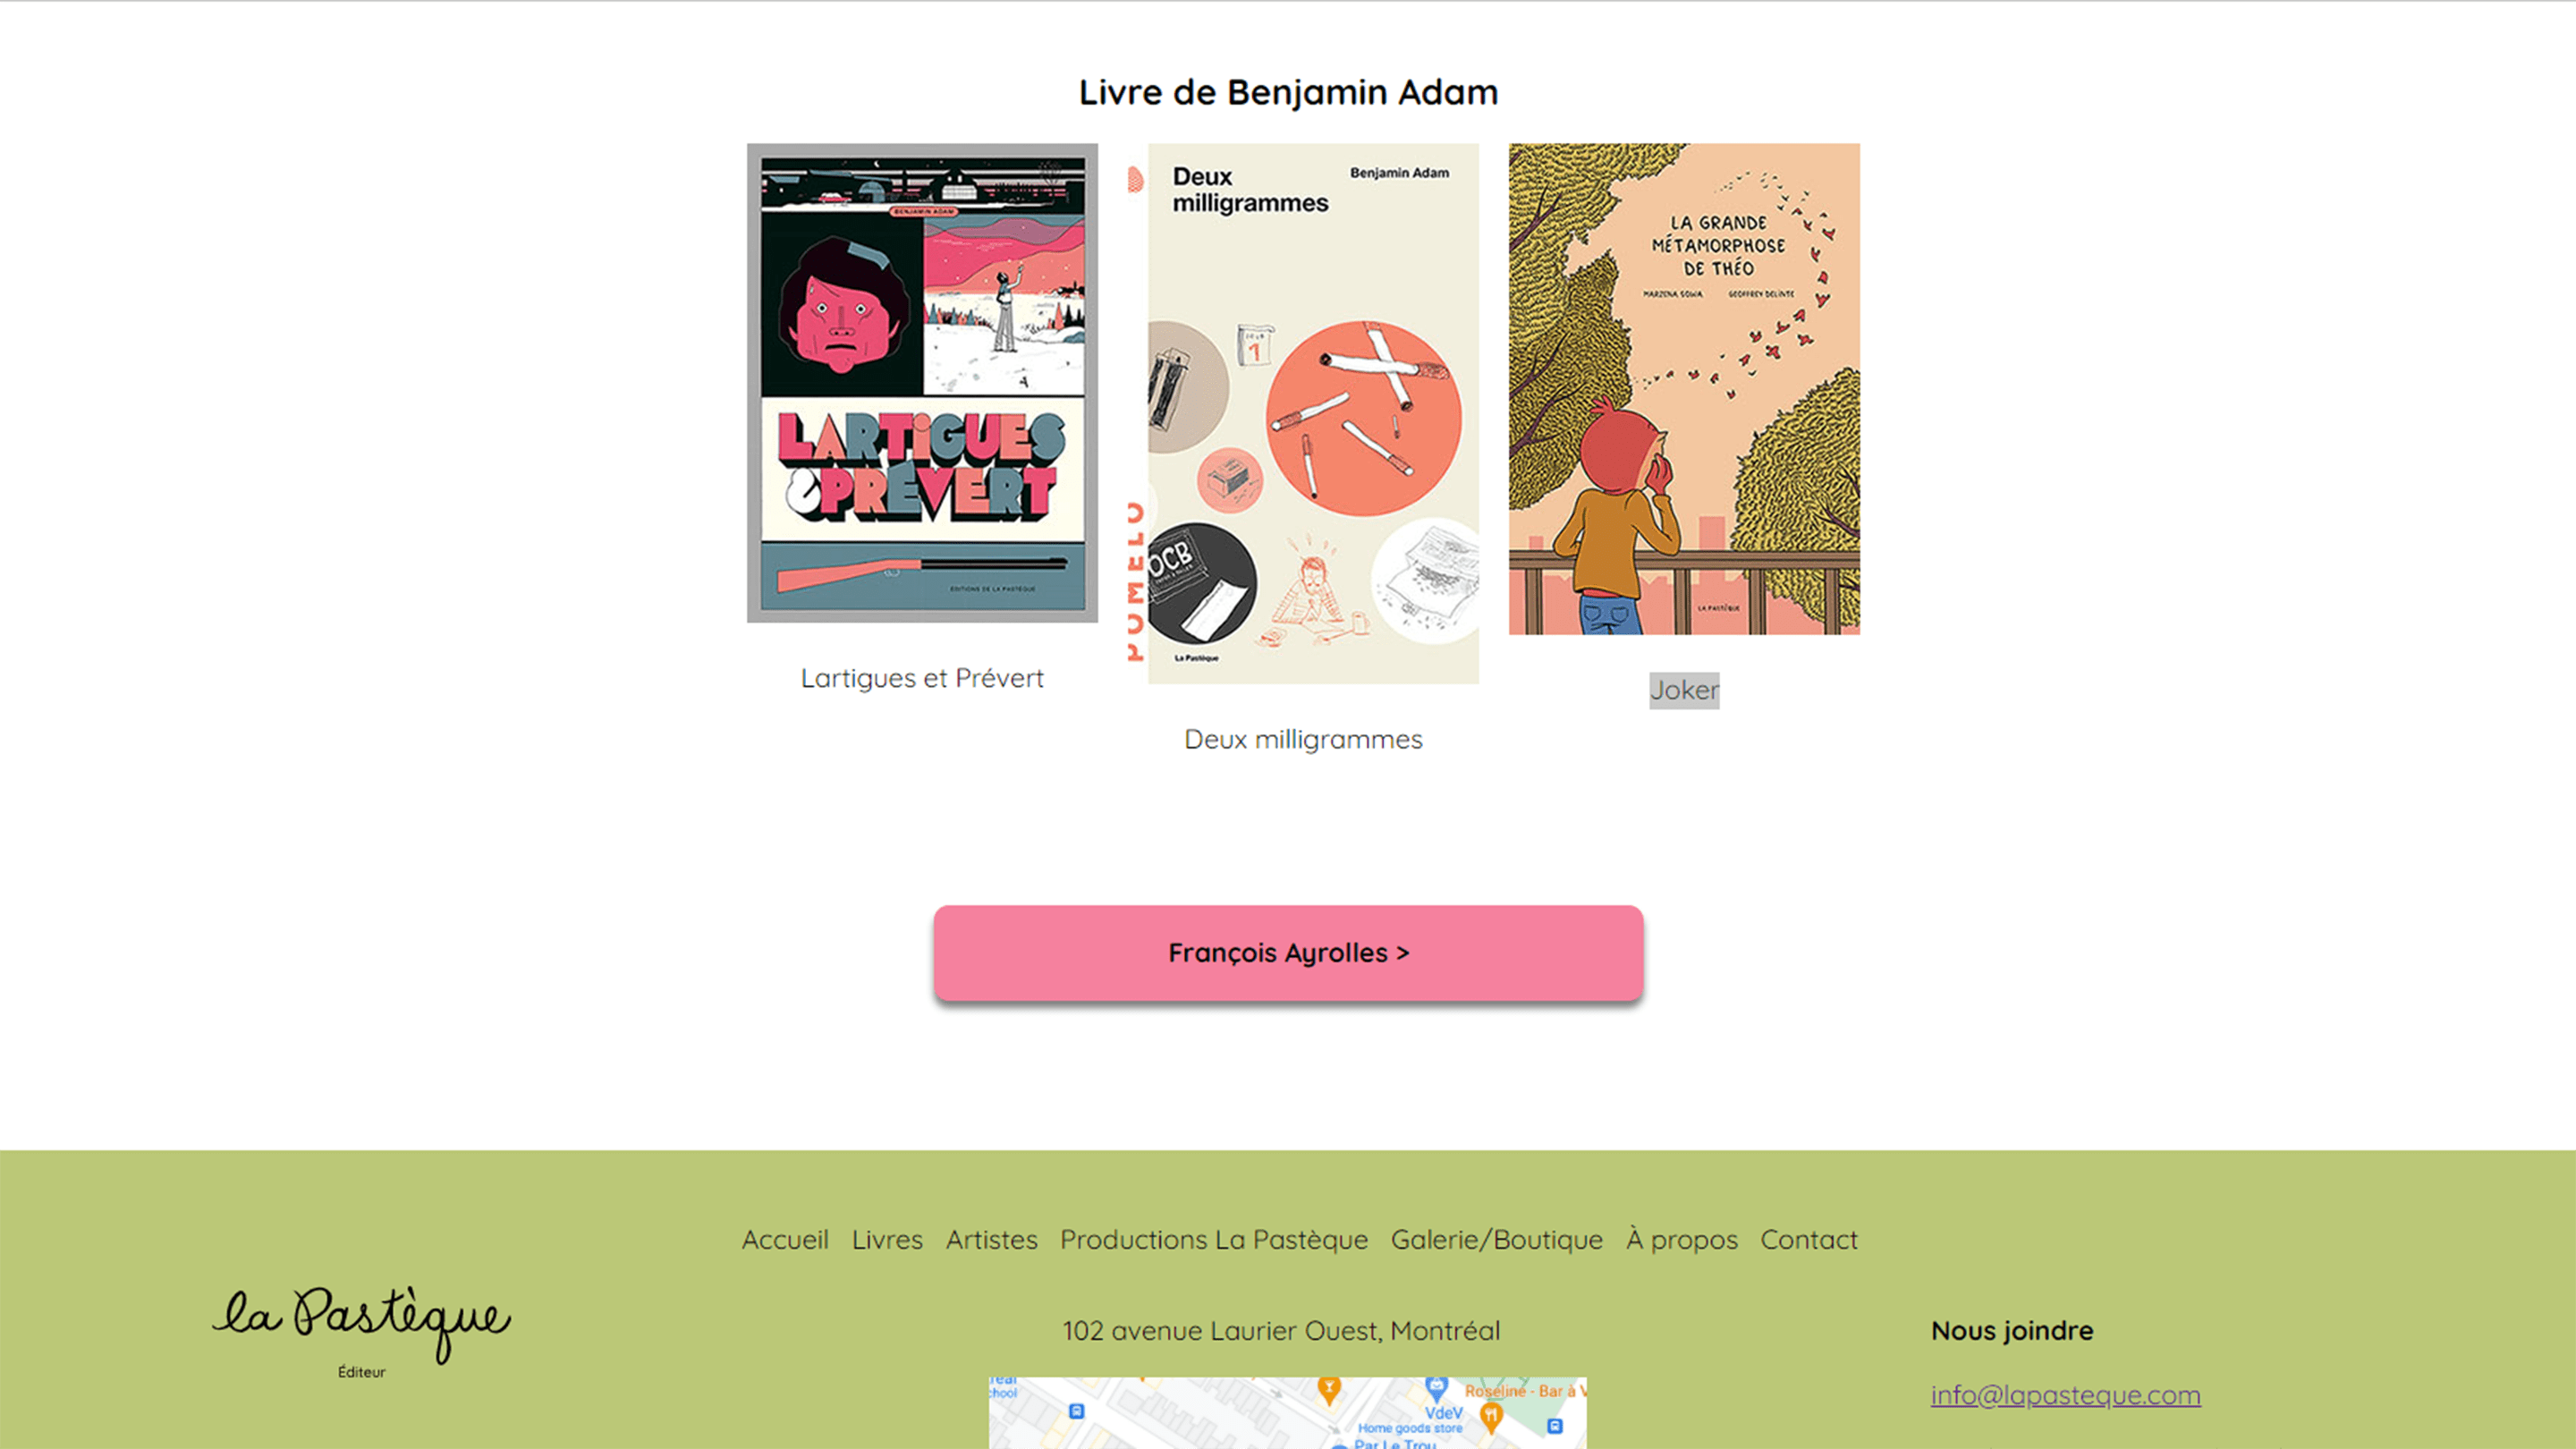 Livre de Benjamin Adam
BENJAMIN ADAM
LARTIGUES
& PRÉVERT
ÉDITIONS DE LA PASTÈQUE
Lartigues et Prévert
POMELO
Deux
milligrammes
Benjamin Adam
1
OCB
La Pastèque
Deux milligrammes
LA GRANDE
MÉTAMORPHOSE
DE THÉO
MARZENA SOWA GEOFFREY DELINTE
LA PASTÈQUE
Joker
François Ayrolles >
Accueil Livres Artistes Productions La Pastèque Galerie/Boutique À propos Contact
la Pastèque
Éditeur
102 avenue Laurier Ouest, Montréal
Nous joindre
info@lapasteque.com
réal
chool
Roseline - Bar à V
VdeV
Home goods store
Par Le Trou